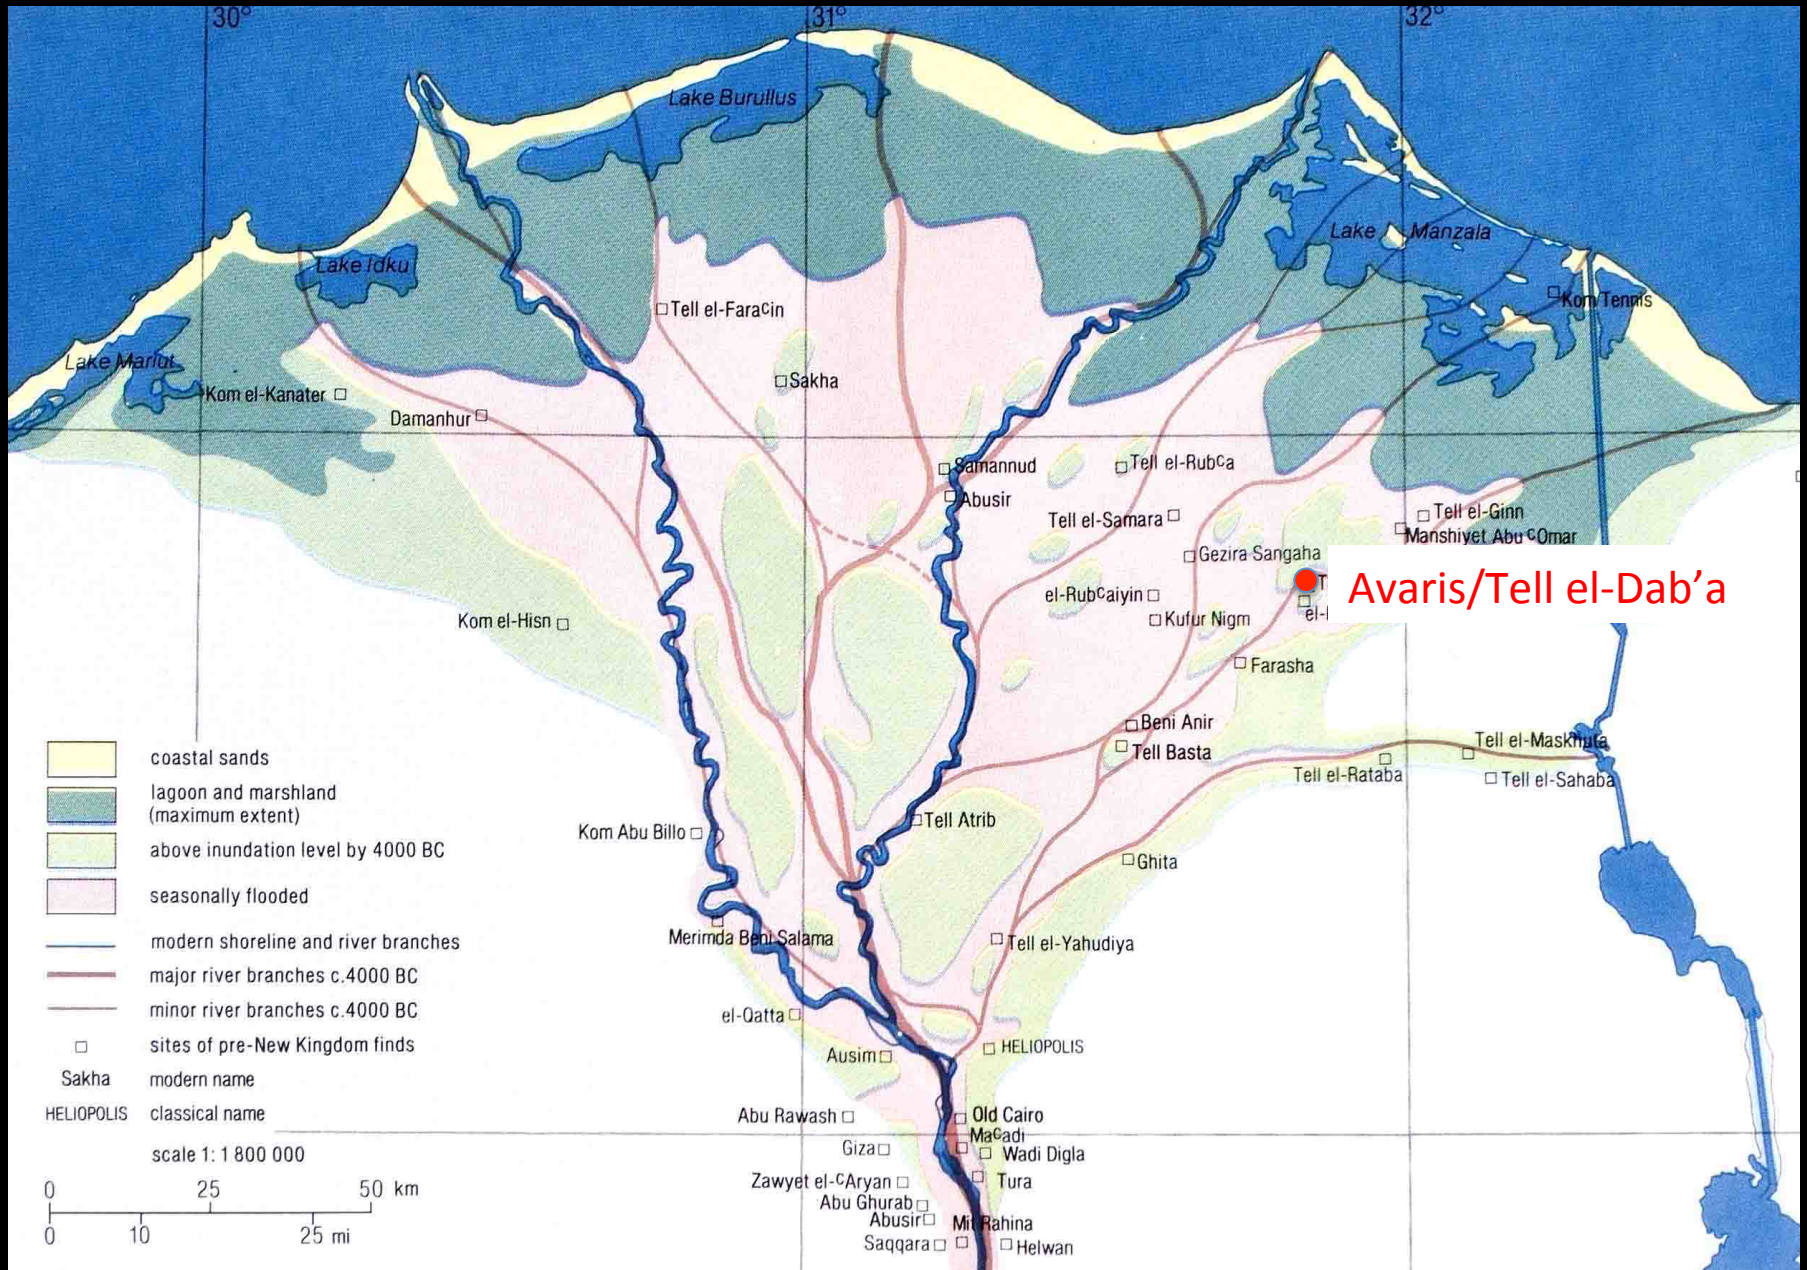 30°
31°
32°
Lake Burullus
Lake Manzala
Lake Idku
Kom Tennis
Tell el-Faraᶜin
Lake Mariut
Sakha
Kom el-Kanater
Damanhur
Samannud
Tell el-Rubᶜa
Abusir
Tell el-Samara
Tell el-Ginn
Manshiyet Abu ᶜOmar
Gezira Sangaha
Avaris/Tell el-Dab’a
el-Rubᶜaiyin
Kufur Nigm
Kom el-Hisn
Farasha
Beni Anir
Tell Basta
Tell el-Maskhuta
Tell el-Rataba
Tell el-Sahaba
Tell Atrib
Kom Abu Billo
Ghita
Merimda Beni Salama
Tell el-Yahudiya
el-Qatta
Ausim
HELIOPOLIS
Abu Rawash
Old Cairo
Maᶜadi
Giza
Wadi Digla
Zawyet el-ᶜAryan
Tura
Abu Ghurab
Abusir
Mit Rahina
Saqqara
Helwan
coastal sands
lagoon and marshland
(maximum extent)
above inundation level by 4000 BC
seasonally flooded
modern shoreline and river branches
major river branches c.4000 BC
minor river branches c.4000 BC
sites of pre-New Kingdom finds
Sakha modern name
HELIOPOLIS classical name
scale 1: 1 800 000
0 25 50 km
0 10 25 mi